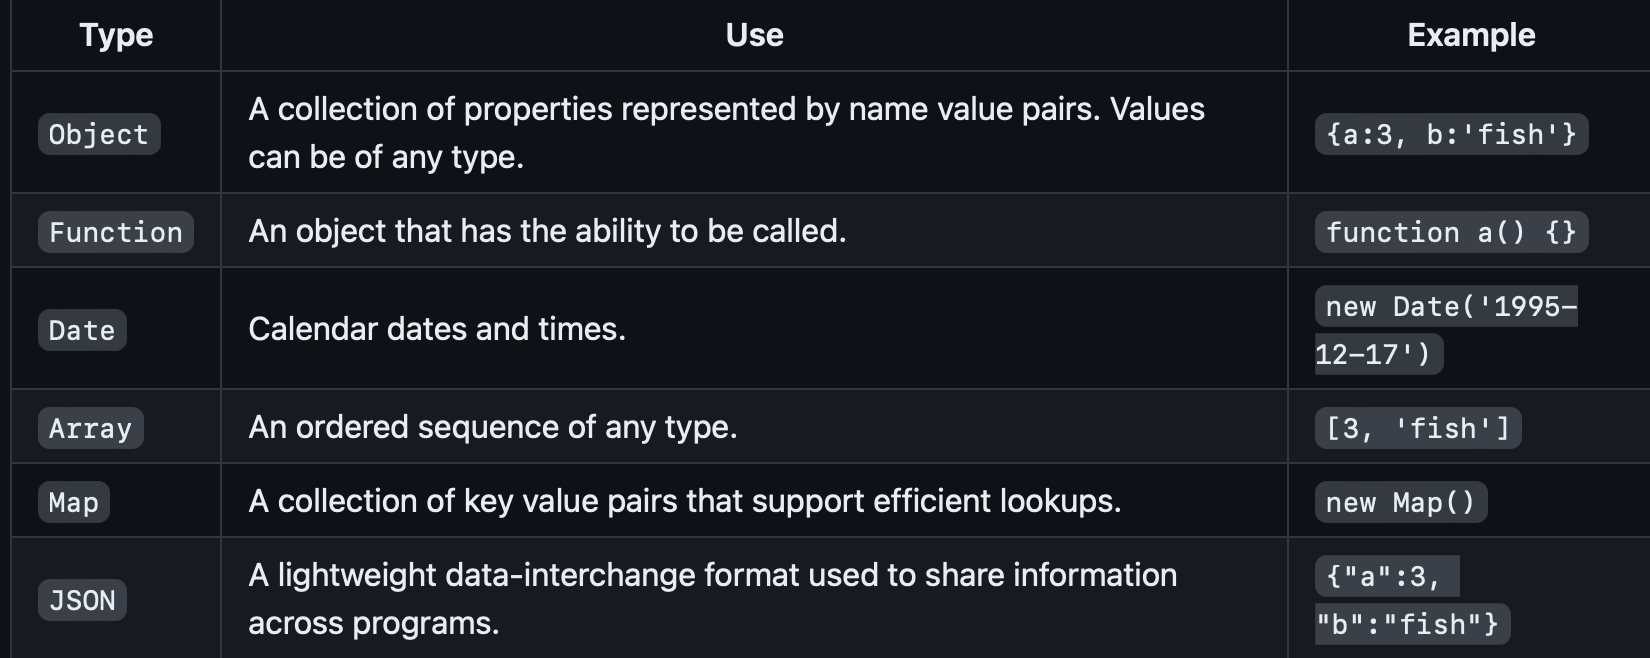 Type Use Example
Object
A collection of properties represented by name value pairs. Values
can be of any type.
{a:3, b:'fish'}
Function
An object that has the ability to be called.
function a() {}
Date
Calendar dates and times.
new Date('1995-
12-17')
Array
An ordered sequence of any type.
[3, 'fish']
Map
A collection of key value pairs that support efficient lookups.
new Map()
JSON
A lightweight data-interchange format used to share information
across programs.
{"a":3,
"b":"fish"}